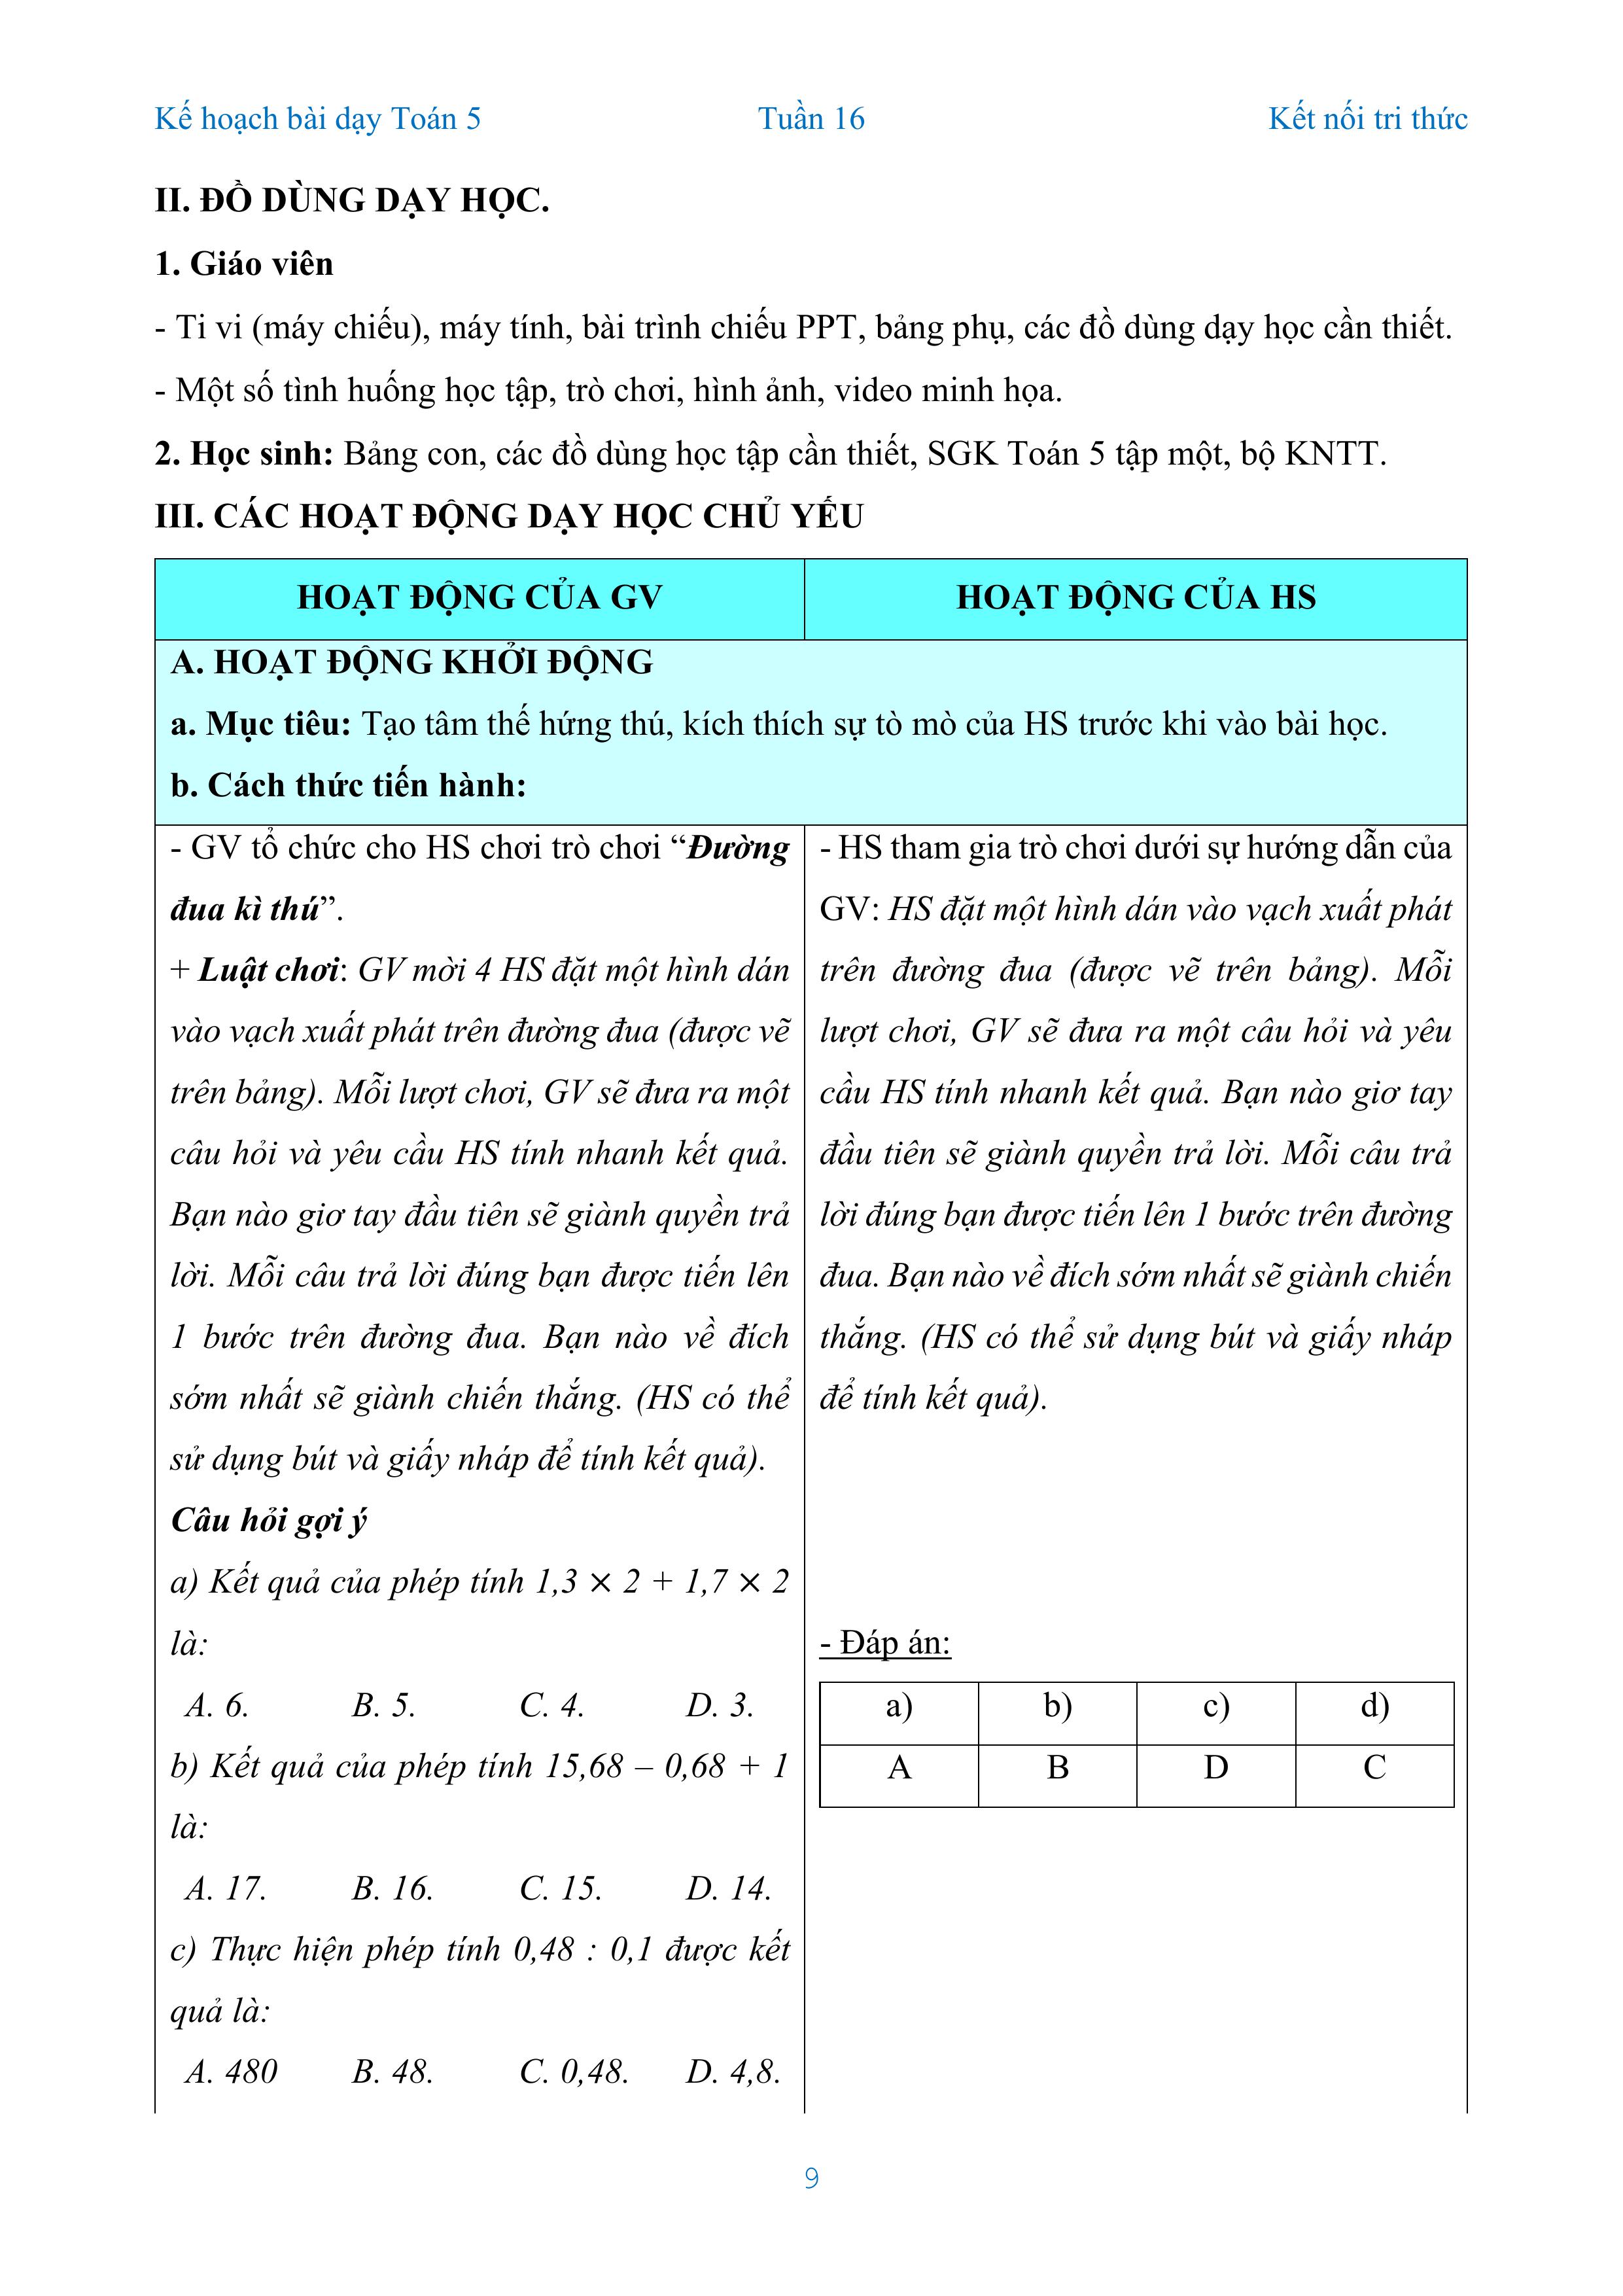 Kế hoạch bài dạy Toán 5 Tuần 16 Kết nối tri thức
II. ĐỒ DÙNG DẠY HỌC.
1. Giáo viên
- Ti vi (máy chiếu), máy tính, bài trình chiếu PPT, bảng phụ, các đồ dùng dạy học cần thiết.
- Một số tình huống học tập, trò chơi, hình ảnh, video minh họa.
2. Học sinh: Bảng con, các đồ dùng học tập cần thiết, SGK Toán 5 tập một, bộ KNTT.
III. CÁC HOẠT ĐỘNG DẠY HỌC CHỦ YẾU
HOẠT ĐỘNG CỦA GV
HOẠT ĐỘNG CỦA HS
A. HOẠT ĐỘNG KHỞI ĐỘNG
a. Mục tiêu: Tạo tâm thế hứng thú, kích thích sự tò mò của HS trước khi vào bài học.
b. Cách thức tiến hành:
- GV tổ chức cho HS chơi trò chơi “Đường
đua kì thú”.
+ Luật chơi: GV mời 4 HS đặt một hình dán
vào vạch xuất phát trên đường đua (được vẽ
trên bảng). Mỗi lượt chơi, GV sẽ đưa ra một
câu hỏi và yêu cầu HS tính nhanh kết quả.
Bạn nào giơ tay đầu tiên sẽ giành quyền trả
lời. Mỗi câu trả lời đúng bạn được tiến lên
1 bước trên đường đua. Bạn nào về đích
sớm nhất sẽ giành chiến thắng. (HS có thể
sử dụng bút và giấy nháp để tính kết quả).
Câu hỏi gợi ý
a) Kết quả của phép tính 1,3 × 2 + 1,7 × 2
là:
A. 6. B. 5. C. 4. D. 3.
b) Kết quả của phép tính 15,68 – 0,68 + 1
là:
A. 17. B. 16. C. 15. D. 14.
c) Thực hiện phép tính 0,48 : 0,1 được kết
quả là:
A. 480 B. 48. C. 0,48. D. 4,8.
- HS tham gia trò chơi dưới sự hướng dẫn của
GV: HS đặt một hình dán vào vạch xuất phát
trên đường đua (được vẽ trên bảng). Mỗi
lượt chơi, GV sẽ đưa ra một câu hỏi và yêu
cầu HS tính nhanh kết quả. Bạn nào giơ tay
đầu tiên sẽ giành quyền trả lời. Mỗi câu trả
lời đúng bạn được tiến lên 1 bước trên đường
đua. Bạn nào về đích sớm nhất sẽ giành chiến
thắng. (HS có thể sử dụng bút và giấy nháp
để tính kết quả).
- Đáp án:
a) b) c) d)
A B D C
9